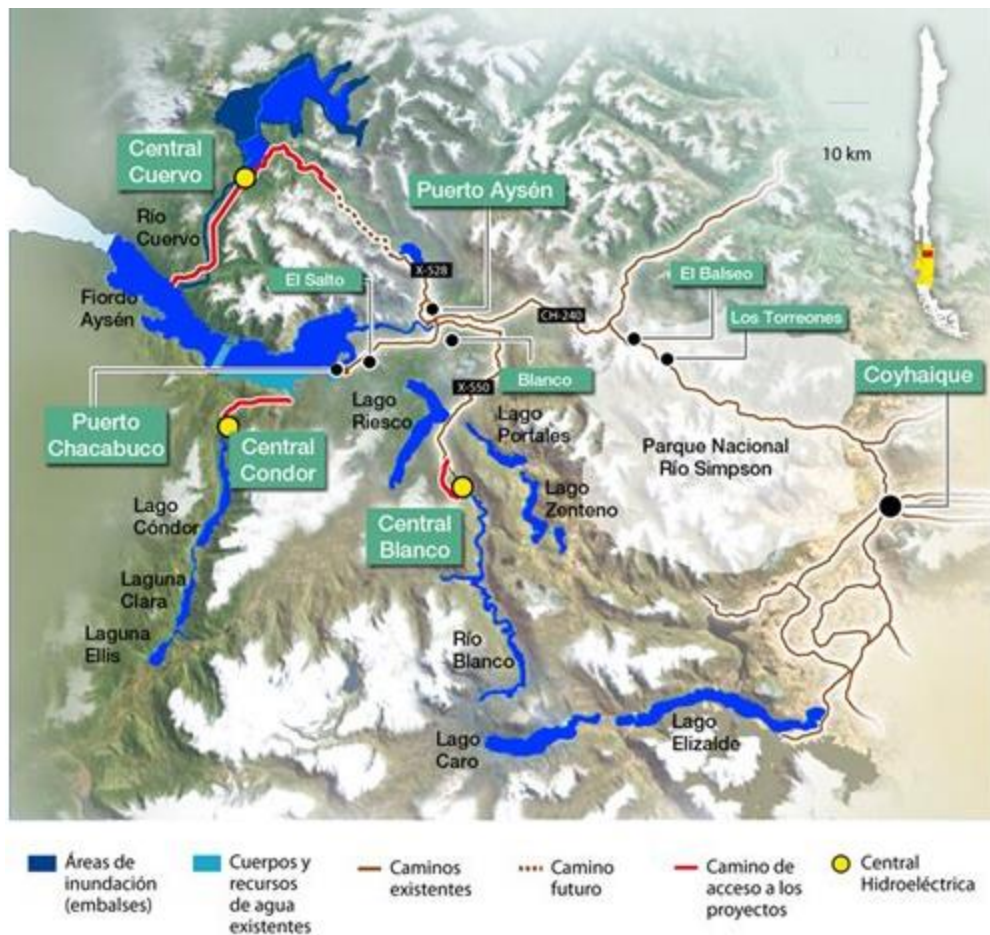 10 km
Central
Cuervo
Puerto Aysén
Río
Cuervo
X-528
El Salto
El Balseo
Fiordo
Aysén
CH-240
Los Torreones
Coyhaique
X-550
Blanco
Lago
Riesco
Lago
Portales
Puerto
Chacabuco
Central
Condor
Parque Nacional
Río Simpson
Lago
Zenteno
Lago
Cóndor
Central
Blanco
Laguna
Clara
Laguna
Ellis
Río
Blanco
Lago
Caro
Lago
Elizalde
Áreas de
inundación
(embalses)
Cuerpos y
recursos
de agua
existentes
Caminos
existentes
Camino
futuro
Camino de
acceso a los
proyectos
Central
Hidroeléctrica